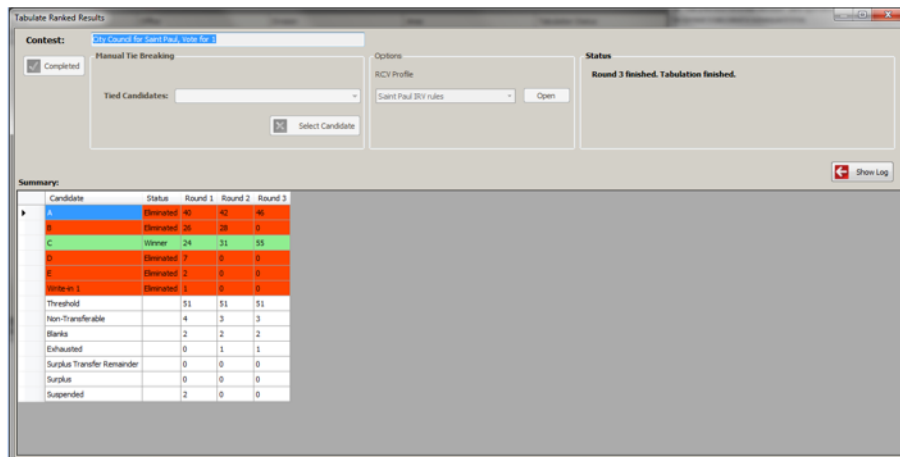 Tabulate Ranked Results
Contest: City Council for Saint Paul, Vote for 1
Completed
Manual Tie Breaking
Tied Candidates:
Select Candidate
Options
RCV Profile
Saint Paul IRV rules Open
Status
Round 3 finished. Tabulation finished.
Show Log
Summary:
Candidate Status Round 1 Round 2 Round 3
A Eliminated 40 42 46
B Eliminated 26 28 0
C Winner 24 31 55
D Eliminated 7 0 0
E Eliminated 2 0 0
Write-in 1 Eliminated 1 0 0
Threshold 51 51 51
Non-Transferable 4 3 3
Blanks 2 2 2
Exhausted 0 1 1
Surplus Transfer Remainder 0 0 0
Surplus 0 0 0
Suspended 2 0 0